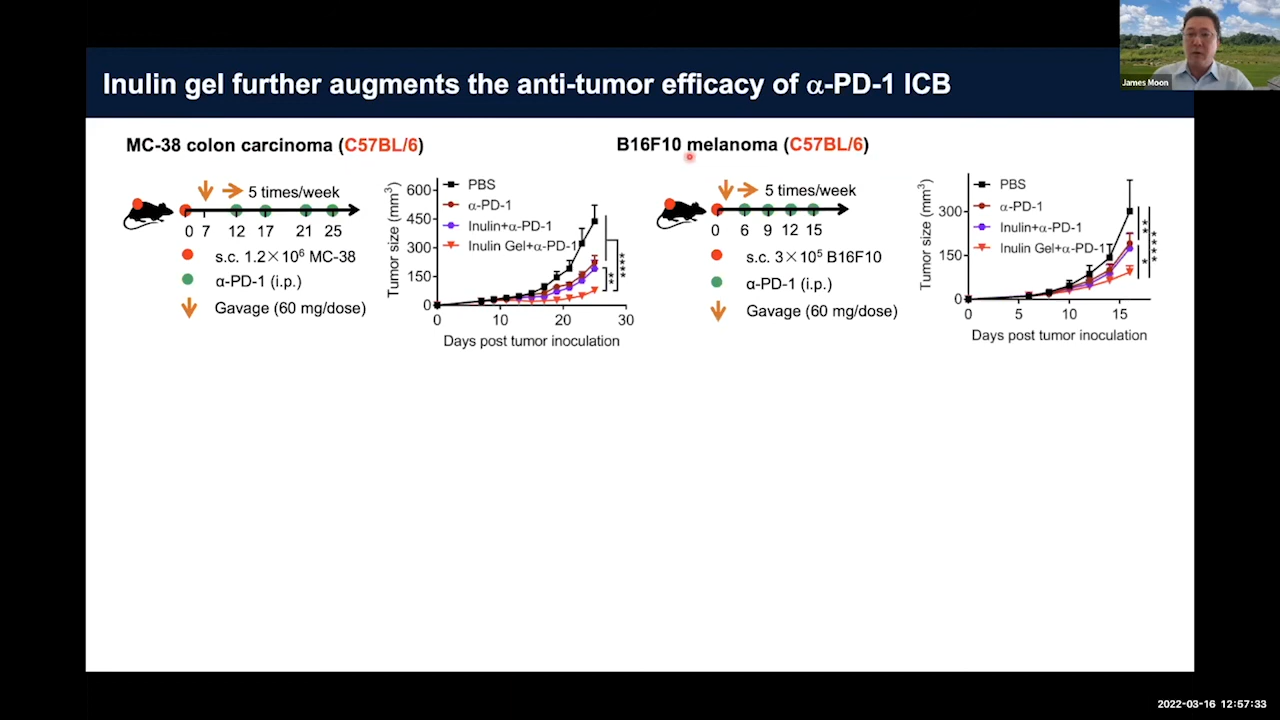 James Moon
Inulin gel further augments the anti-tumor efficacy of α-PD-1 ICB
MC-38 colon carcinoma (C57BL/6)
5 times/week
0 7 12 17 21 25
s.c. 1.2×10⁶ MC-38
α-PD-1 (i.p.)
Gavage (60 mg/dose)
Tumor size (mm³)
600
450
300
150
0
PBS
α-PD-1
Inulin+α-PD-1
Inulin Gel+α-PD-1
****
**
0 10 20 30
Days post tumor inoculation
B16F10 melanoma (C57BL/6)
5 times/week
0 6 9 12 15
s.c. 3×10⁵ B16F10
α-PD-1 (i.p.)
Gavage (60 mg/dose)
Tumor size (mm³)
300
150
0
PBS
α-PD-1
Inulin+α-PD-1
Inulin Gel+α-PD-1
**
*
****
0 5 10 15
Days post tumor inoculation
2022-03-16 12:57:33